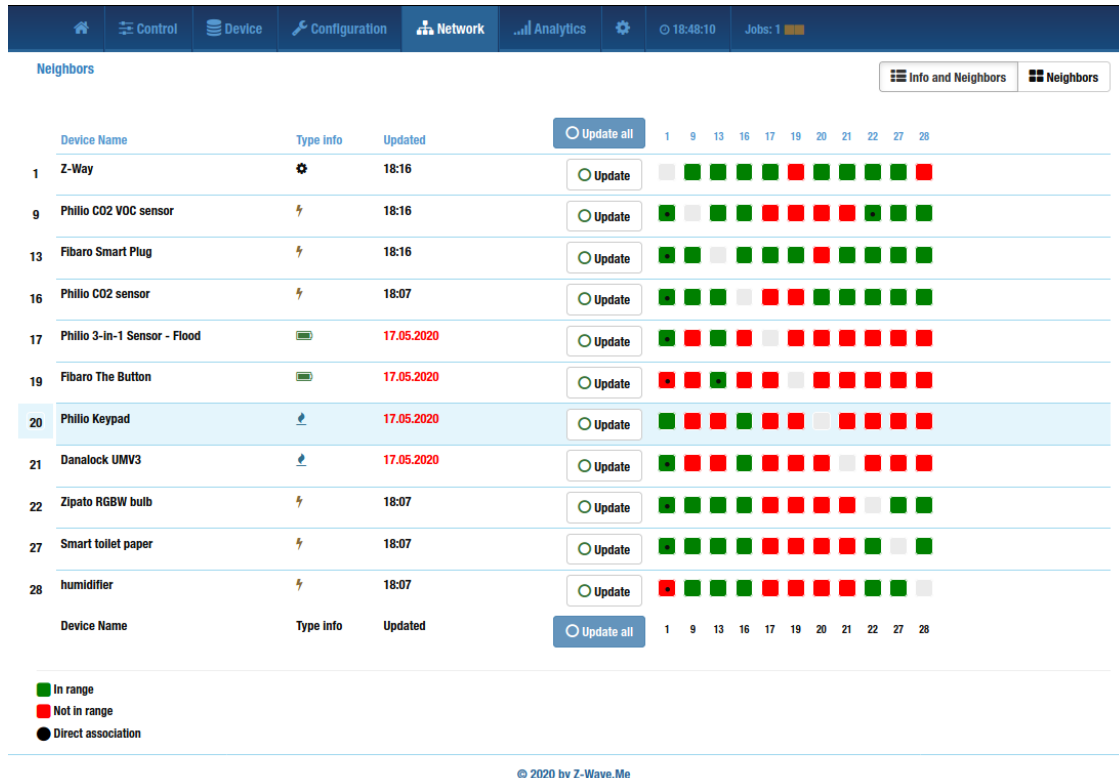 Control Device Configuration Network Analytics 18:48:10 Jobs: 1
Neighbors
Info and Neighbors Neighbors
Device Name Type info Updated Update all 1 9 13 16 17 19 20 21 22 27 28
1 Z-Way 18:16 Update
9 Philio CO2 VOC sensor 18:16 Update
13 Fibaro Smart Plug 18:16 Update
16 Philio CO2 sensor 18:07 Update
17 Philio 3-in-1 Sensor - Flood 17.05.2020 Update
19 Fibaro The Button 17.05.2020 Update
20 Philio Keypad 17.05.2020 Update
21 Danalock UMV3 17.05.2020 Update
22 Zipato RGBW bulb 18:07 Update
27 Smart toilet paper 18:07 Update
28 humidifier 18:07 Update
Device Name Type info Updated Update all 1 9 13 16 17 19 20 21 22 27 28
In range
Not in range
Direct association
© 2020 by Z-Wave.Me